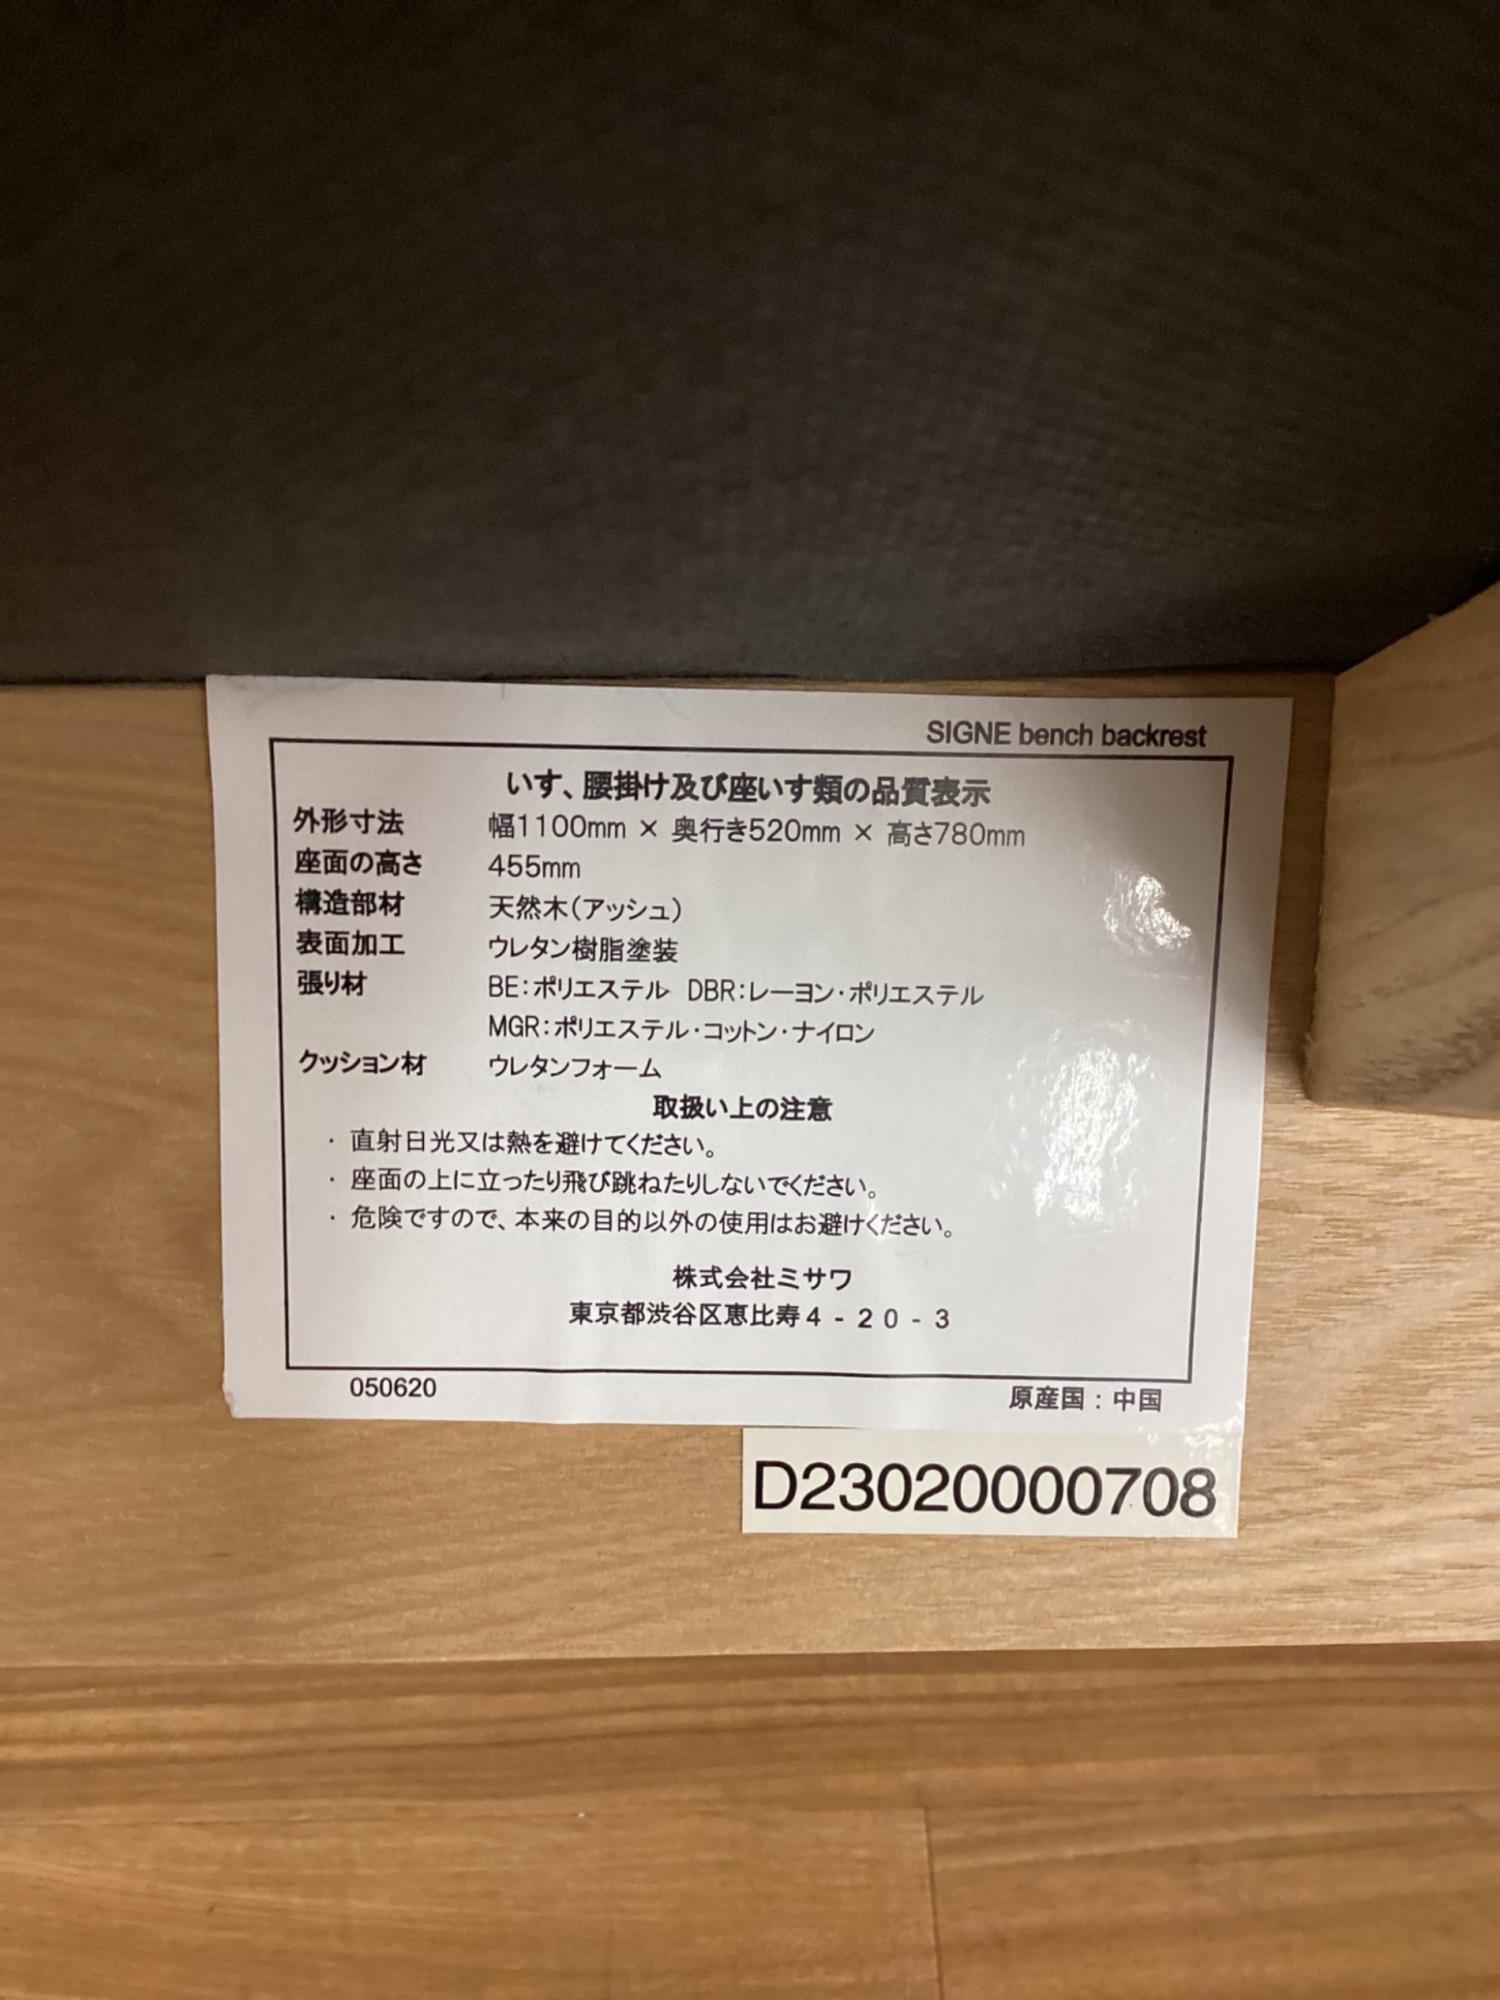 SIGNE bench backrest
いす、腰掛け及び座いす類の品質表示
外形寸法 幅1100mm × 奥行き520mm × 高さ780mm
座面の高さ 455mm
構造部材 天然木(アッシュ)
表面加工 ウレタン樹脂塗装
張り材 BE:ポリエステル DBR:レーヨン・ポリエステル
MGR:ポリエステル・コットン・ナイロン
クッション材 ウレタンフォーム
取扱い上の注意
・ 直射日光又は熱を避けてください。
・ 座面の上に立ったり飛び跳ねたりしないでください。
・ 危険ですので、本来の目的以外の使用はお避けください。
株式会社ミサワ
東京都渋谷区恵比寿4-20-3
050620 原産国:中国
D23020000708